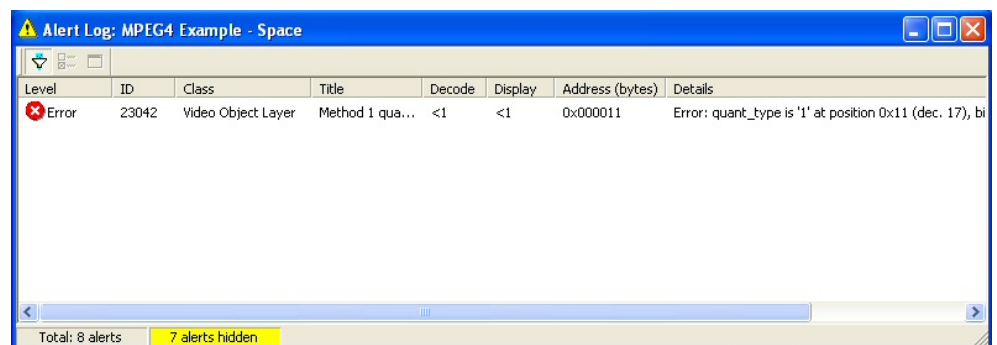 Alert Log: MPEG4 Example - Space
Level ID Class Title Decode Display Address (bytes) Details
Error 23042 Video Object Layer Method 1 qua... <1 <1 0x000011 Error: quant_type is '1' at position 0x11 (dec. 17), bi
Total: 8 alerts 7 alerts hidden